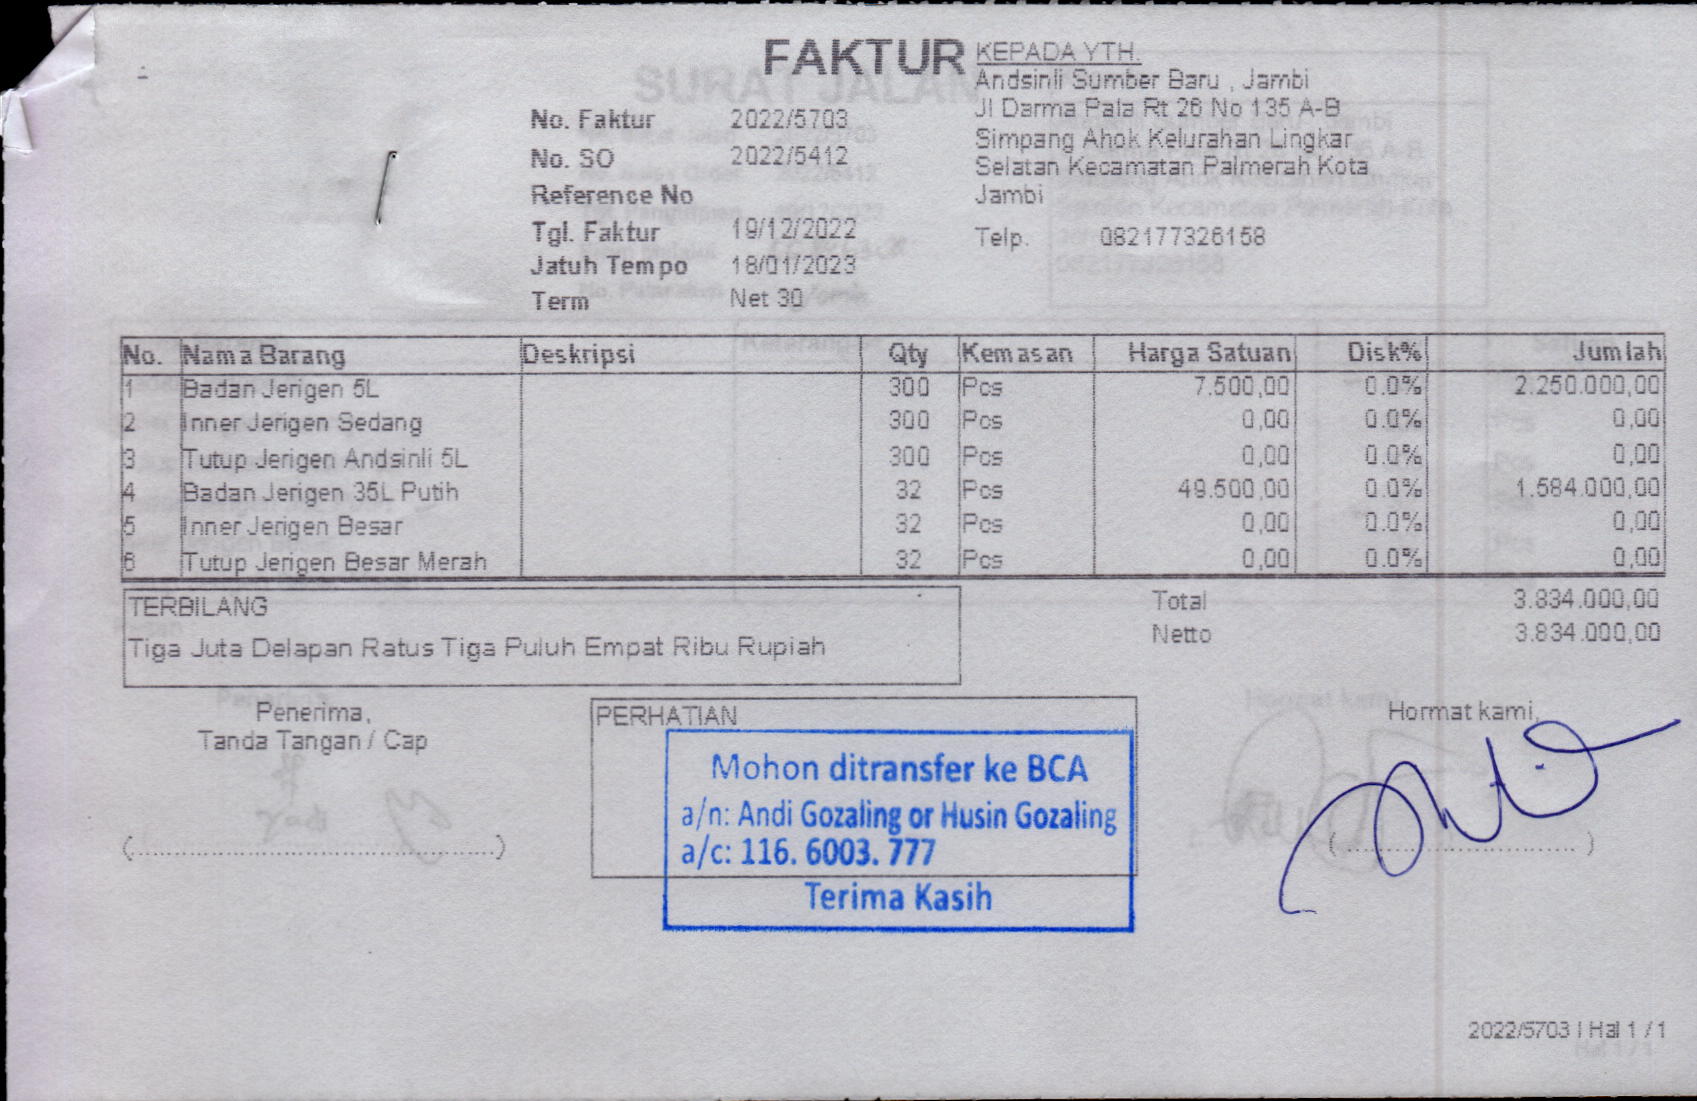 FAKTUR
No. Faktur 2022/5703
No. SO 2022/5412
Reference No
Tgl. Faktur 19/12/2022
Jatuh Tempo 18/01/2023
Term Net 30
KEPADA YTH.
Andsinli Sumber Baru , Jambi
Jl Darma Pala Rt 26 No 135 A-B
Simpang Ahok Kelurahan Lingkar
Selatan Kecamatan Palmerah Kota
Jambi
Telp. 082177326158
No. Nama Barang Deskripsi Qty Kemasan Harga Satuan Disk% Jumlah
1 Badan Jerigen 5L 300 Pcs 7.500,00 0.0% 2.250.000,00
2 Inner Jerigen Sedang 300 Pcs 0,00 0.0% 0,00
3 Tutup Jerigen Andsinli 5L 300 Pcs 0,00 0.0% 0,00
4 Badan Jerigen 35L Putih 32 Pcs 49.500,00 0.0% 1.584.000,00
5 Inner Jerigen Besar 32 Pcs 0,00 0.0% 0,00
6 Tutup Jerigen Besar Merah 32 Pcs 0,00 0.0% 0,00
TERBILANG
Tiga Juta Delapan Ratus Tiga Puluh Empat Ribu Rupiah
Total 3.834.000,00
Netto 3.834.000,00
Penerima,
Tanda Tangan / Cap
(................................................)
PERHATIAN
Mohon ditransfer ke BCA
a/n: Andi Gozaling or Husin Gozaling
a/c: 116. 6003. 777
Terima Kasih
Hormat kami,
(................................)
2022/5703 | Hal 1 / 1